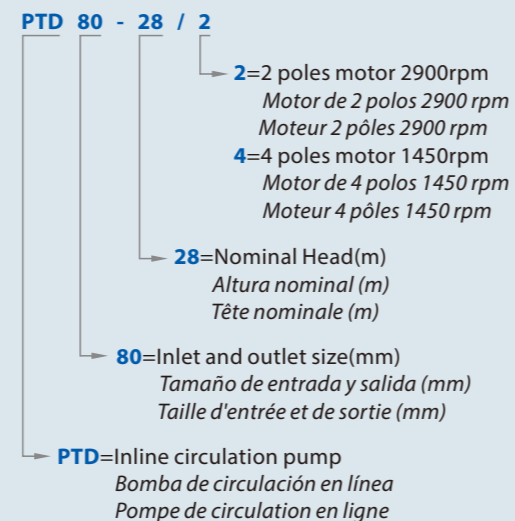 PTD 80 - 28 / 2
2=2 poles motor 2900rpm
Motor de 2 polos 2900 rpm
Moteur 2 pôles 2900 rpm
4=4 poles motor 1450rpm
Motor de 4 polos 1450 rpm
Moteur 4 pôles 1450 rpm
28=Nominal Head(m)
Altura nominal (m)
Tête nominale (m)
80=Inlet and outlet size(mm)
Tamaño de entrada y salida (mm)
Taille d'entrée et de sortie (mm)
PTD=Inline circulation pump
Bomba de circulación en línea
Pompe de circulation en ligne